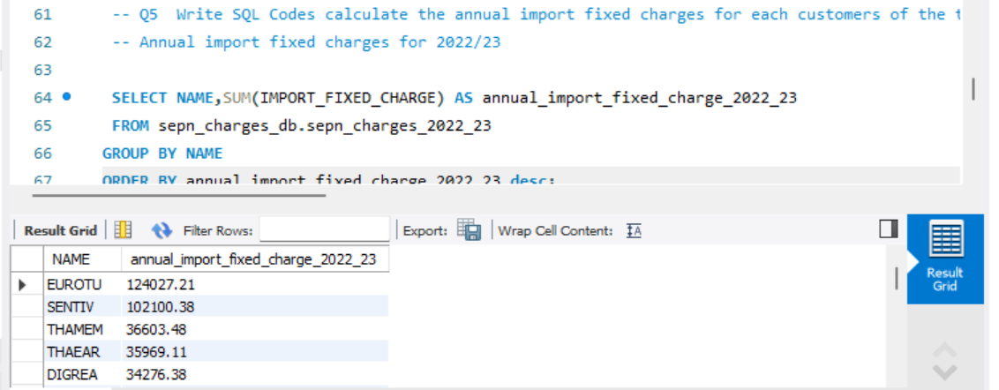 61 -- Q5 Write SQL Codes calculate the annual import fixed charges for each customers of the
62 -- Annual import fixed charges for 2022/23
63
64 SELECT NAME,SUM(IMPORT_FIXED_CHARGE) AS annual_import_fixed_charge_2022_23
65 FROM sepn_charges_db.sepn_charges_2022_23
66 GROUP BY NAME
67 ORDER BY annual_import_fixed_charge_2022_23 desc;
Result Grid Filter Rows: Export: Wrap Cell Content: IA
NAME annual_import_fixed_charge_2022_23
EUROTU 124027.21
SENTIV 102100.38
THAMEM 36603.48
THAEAR 35969.11
DIGREA 34276.38
Result
Grid